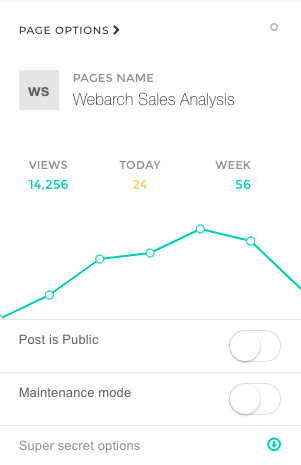 PAGE OPTIONS
ws
PAGES NAME
Webarch Sales Analysis
VIEWS TODAY WEEK
14,256 24 56
Post is Public
Maintenance mode
Super secret options